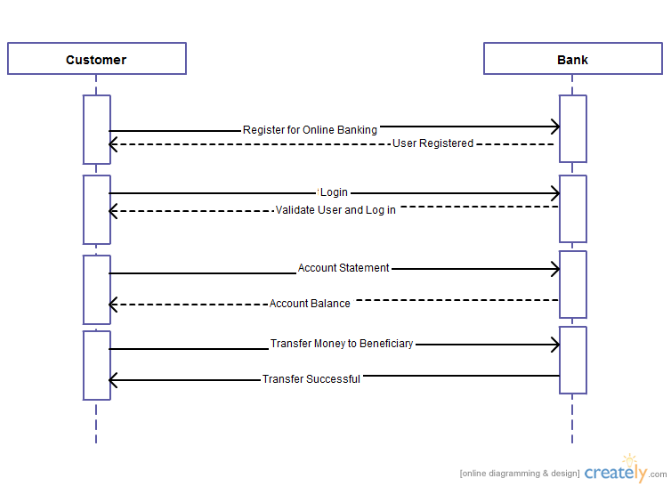 Customer
Bank
Register for Online Banking
User Registered
Login
Validate User and Log in
Account Statement
Account Balance
Transfer Money to Beneficiary
Transfer Successful
[online diagramming & design] creately.com